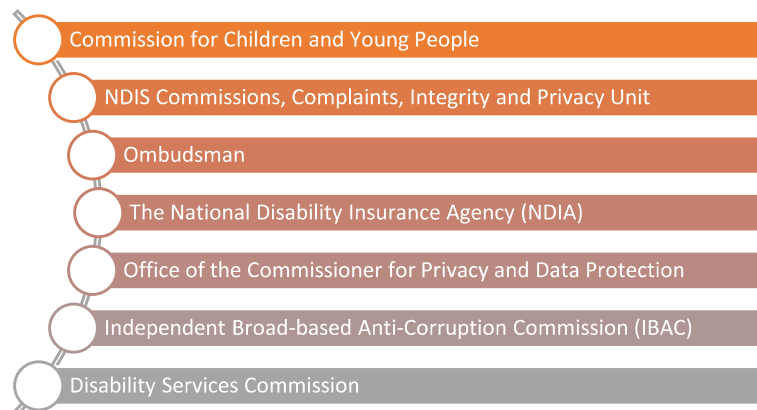 Commission for Children and Young People
NDIS Commissions, Complaints, Integrity and Privacy Unit
Ombudsman
The National Disability Insurance Agency (NDIA)
Office of the Commissioner for Privacy and Data Protection
Independent Broad-based Anti-Corruption Commission (IBAC)
Disability Services Commission